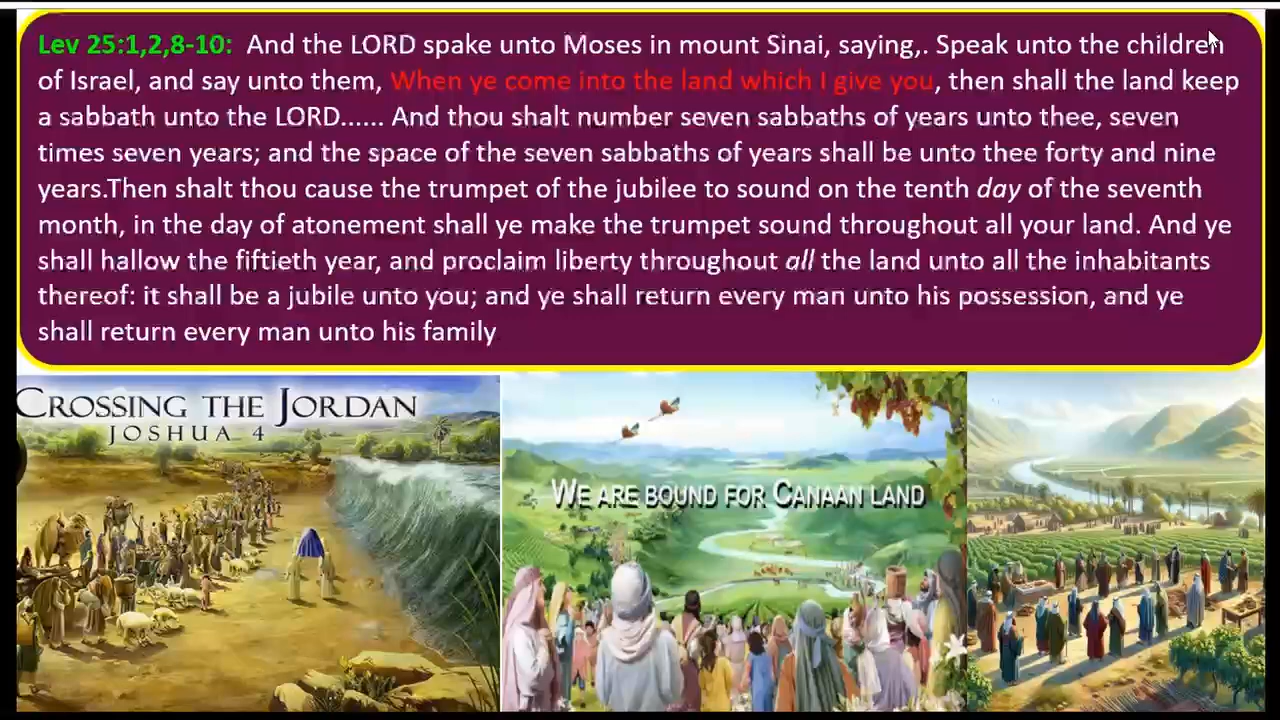 Lev 25:1,2,8-10: And the LORD spake unto Moses in mount Sinai, saying,. Speak unto the children
of Israel, and say unto them, When ye come into the land which I give you, then shall the land keep
a sabbath unto the LORD...... And thou shalt number seven sabbaths of years unto thee, seven
times seven years; and the space of the seven sabbaths of years shall be unto thee forty and nine
years.Then shalt thou cause the trumpet of the jubilee to sound on the tenth day of the seventh
month, in the day of atonement shall ye make the trumpet sound throughout all your land. And ye
shall hallow the fiftieth year, and proclaim liberty throughout all the land unto all the inhabitants
thereof: it shall be a jubile unto you; and ye shall return every man unto his possession, and ye
shall return every man unto his family
CROSSING THE JORDAN
JOSHUA 4
WE ARE BOUND FOR CANAAN LAND